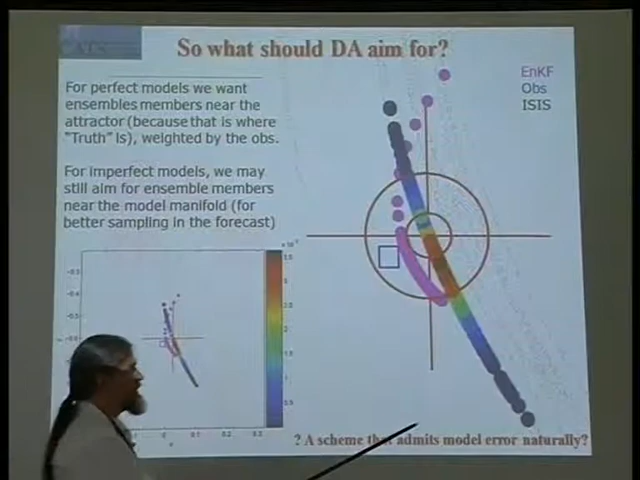 So what should DA aim for?
For perfect models we want
ensembles members near the
attractor (because that is where
"Truth" is), weighted by the obs.
For imperfect models, we may
still aim for ensemble members
near the model manifold (for
better sampling in the forecast)
EnKF
Obs
ISIS
? A scheme that admits model error naturally?